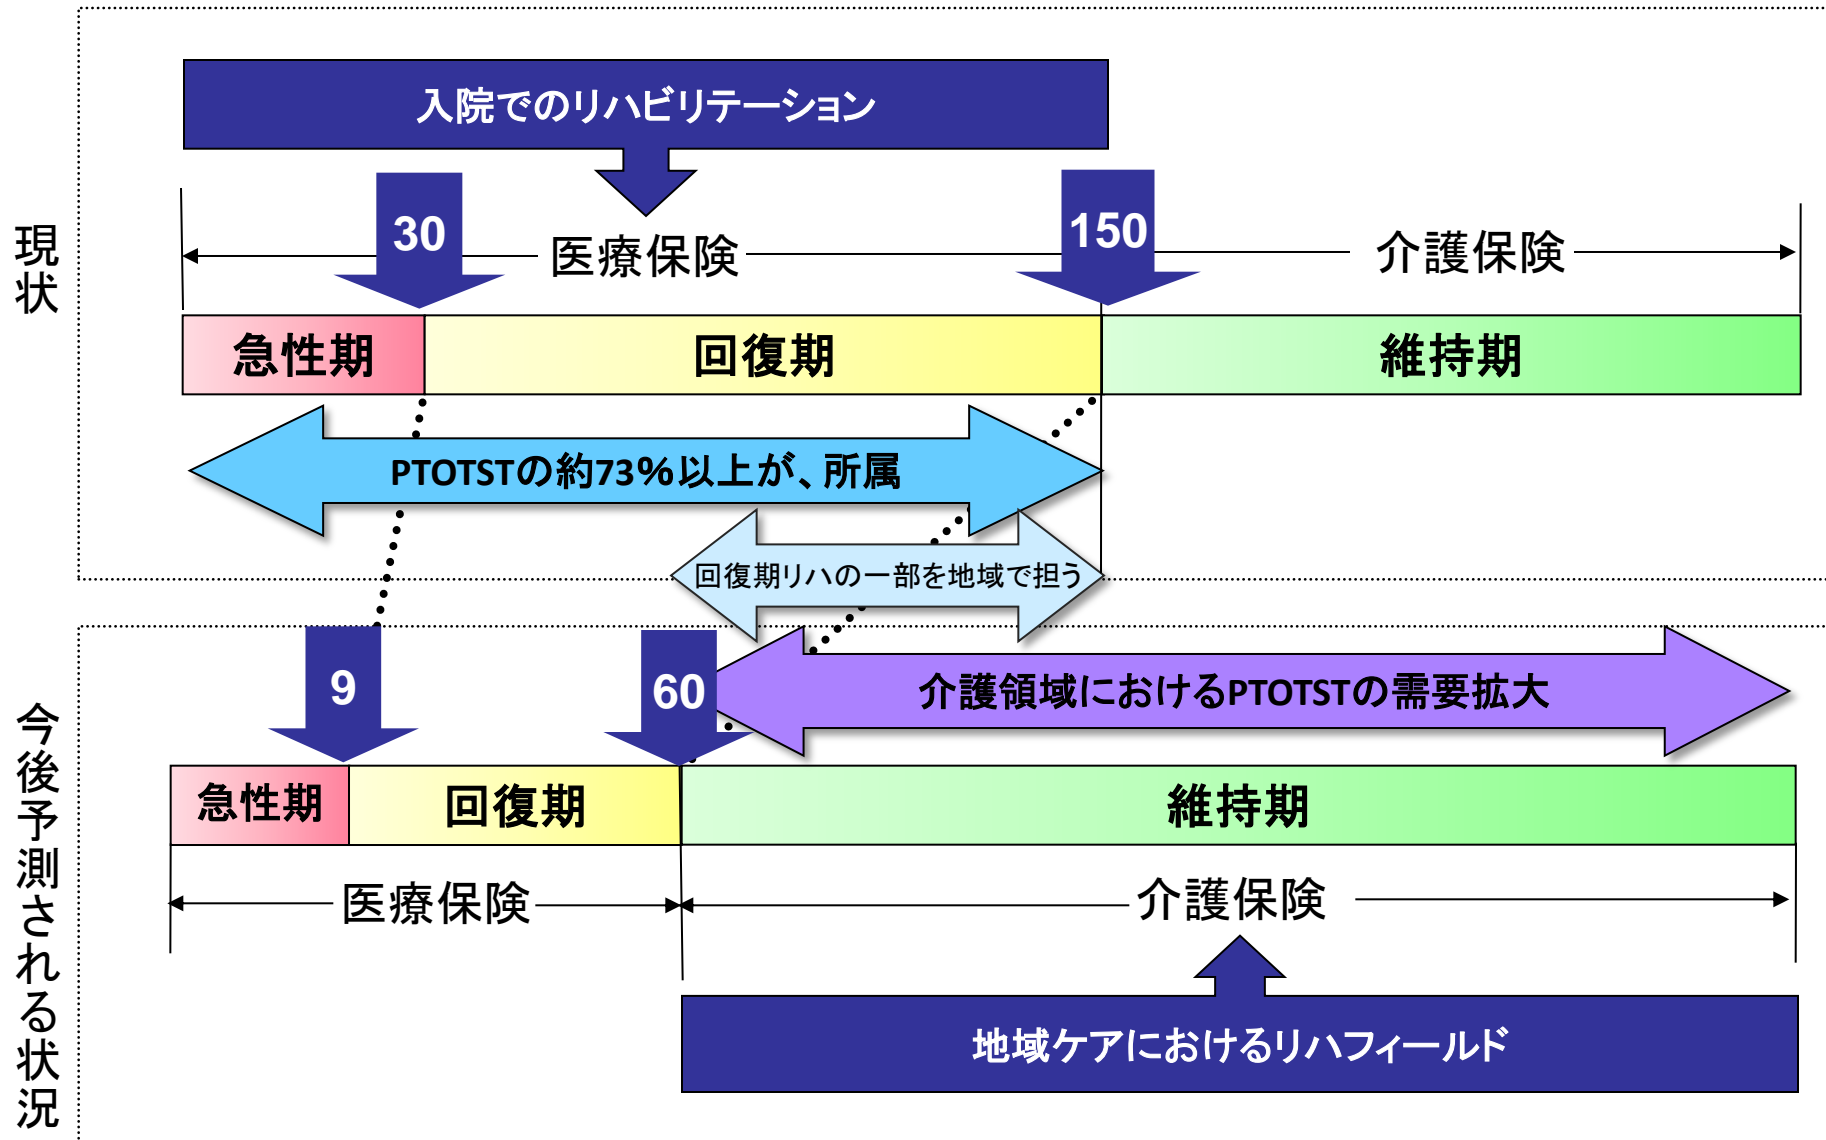 現状
入院でのリハビリテーション
30
150
医療保険
介護保険
急性期
回復期
維持期
PTOTSTの約73%以上が、所属
回復期リハの一部を地域で担う
今後予測される状況
9
60
介護領域におけるPTOTSTの需要拡大
急性期
回復期
維持期
医療保険
介護保険
地域ケアにおけるリハフィールド